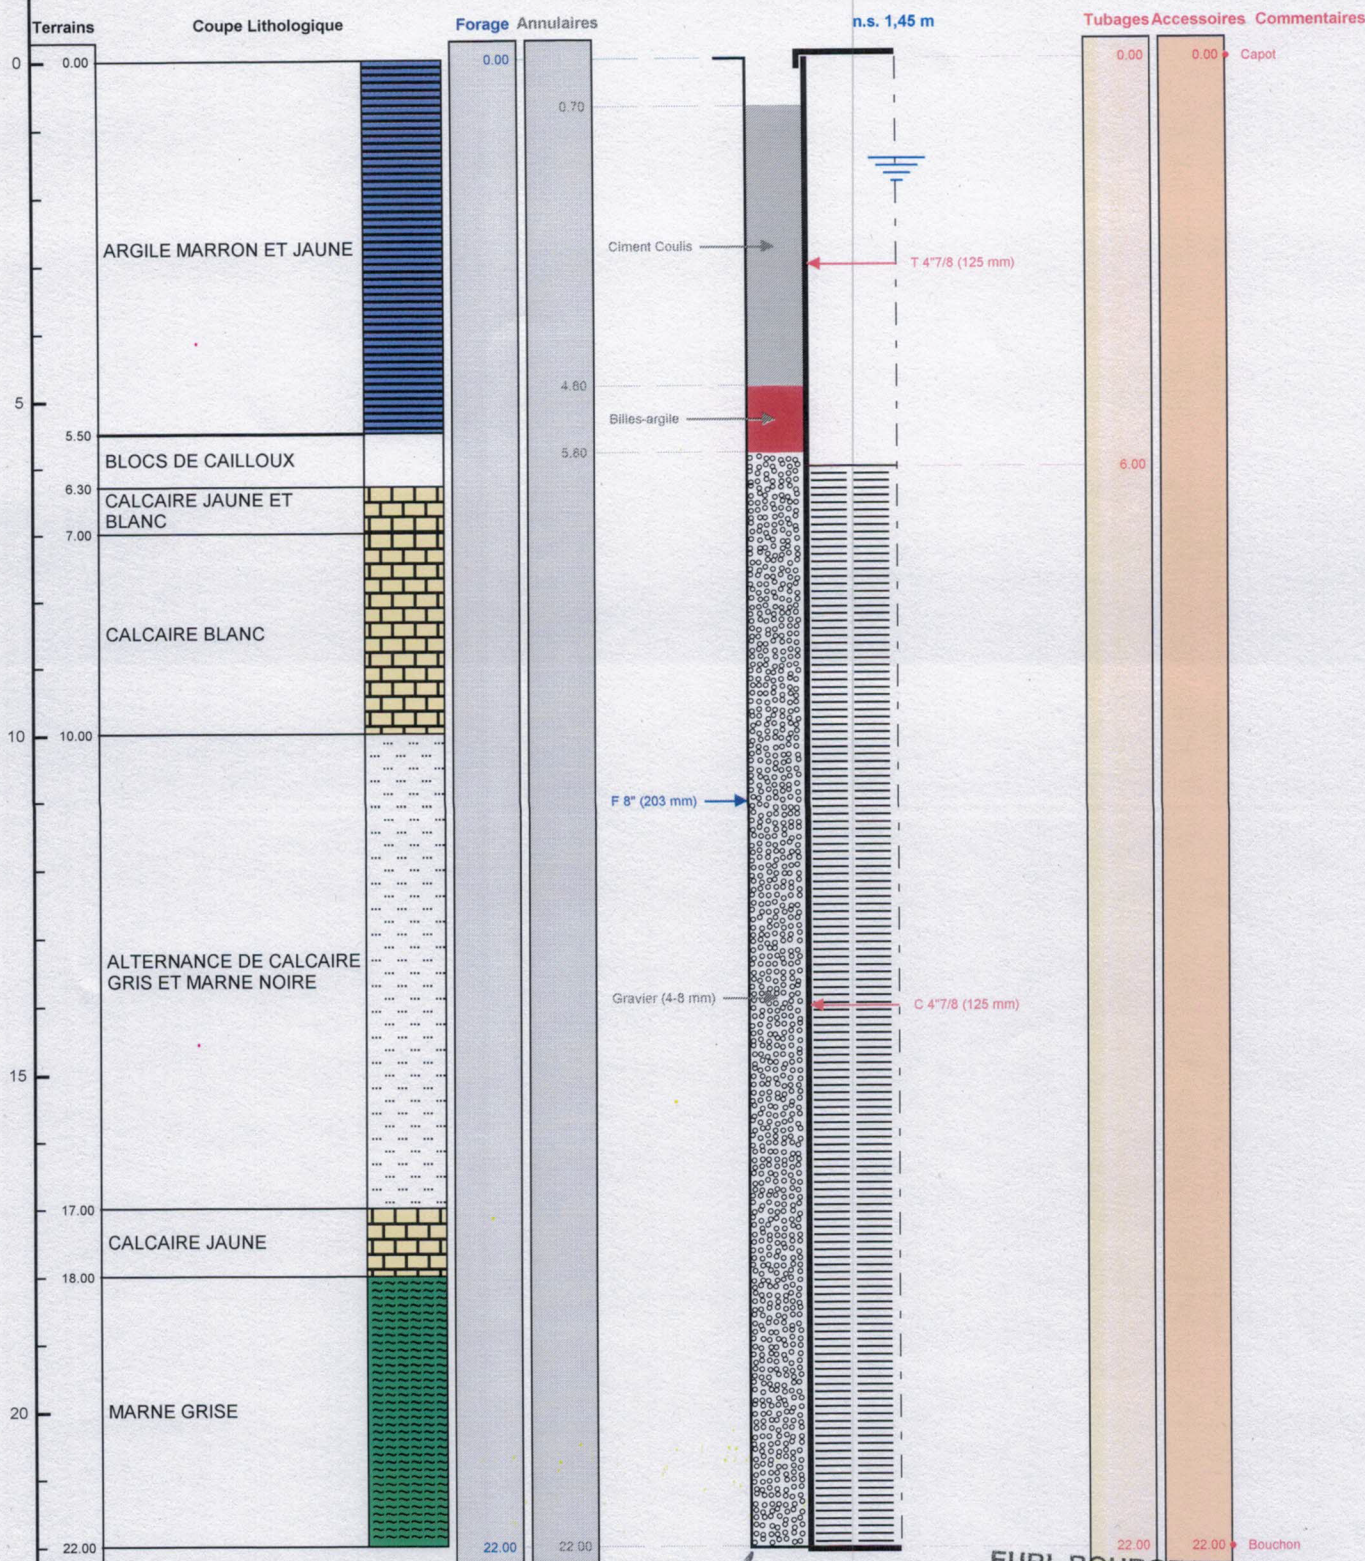 n.s. 1,45 m
Terrains Coupe Lithologique Forage Annulaires Tubages Accessoires Commentaires
0 0.00 0.00 0.00 0.00 Capot
0.70
ARGILE MARRON ET JAUNE
Ciment Coulis
T 4"7/8 (125 mm)
4.80
5
Billes-argile
5.50
5.80
BLOCS DE CAILLOUX
6.00
6.30
CALCAIRE JAUNE ET
BLANC
7.00
CALCAIRE BLANC
10 10.00
F 8" (203 mm)
ALTERNANCE DE CALCAIRE
GRIS ET MARNE NOIRE
Gravier (4-8 mm)
C 4"7/8 (125 mm)
15
17.00
CALCAIRE JAUNE
18.00
20
MARNE GRISE
22.00 22.00 22.00 22.00 22.00 Bouchon